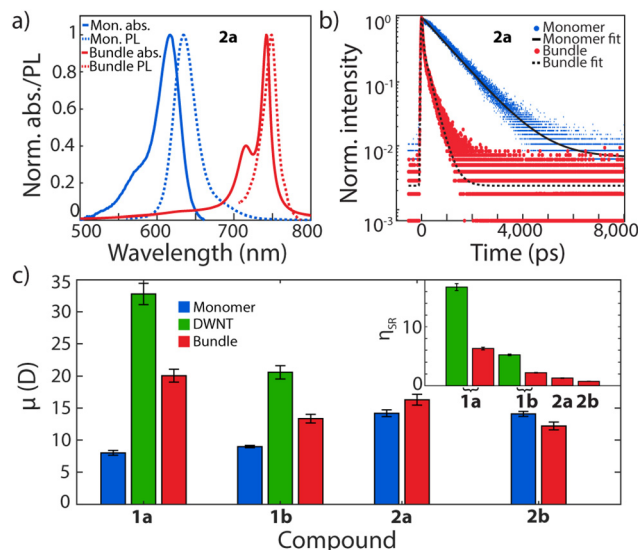 a)
2a
Mon. abs.
Mon. PL
Bundle abs.
Bundle PL
Norm. abs./PL
1
0.8
0.6
0.4
0.2
0
500 600 700 800
Wavelength (nm)
b)
2a
Monomer
Monomer fit
Bundle
Bundle fit
Norm. intensity
10^0
10^-1
10^-2
10^-3
0 4,000 8,000
Time (ps)
c)
Monomer
DWNT
Bundle
μ (D)
35
30
25
20
15
10
5
0
1a 1b 2a 2b
Compound
η_SR
10
0
1a 1b 2a 2b